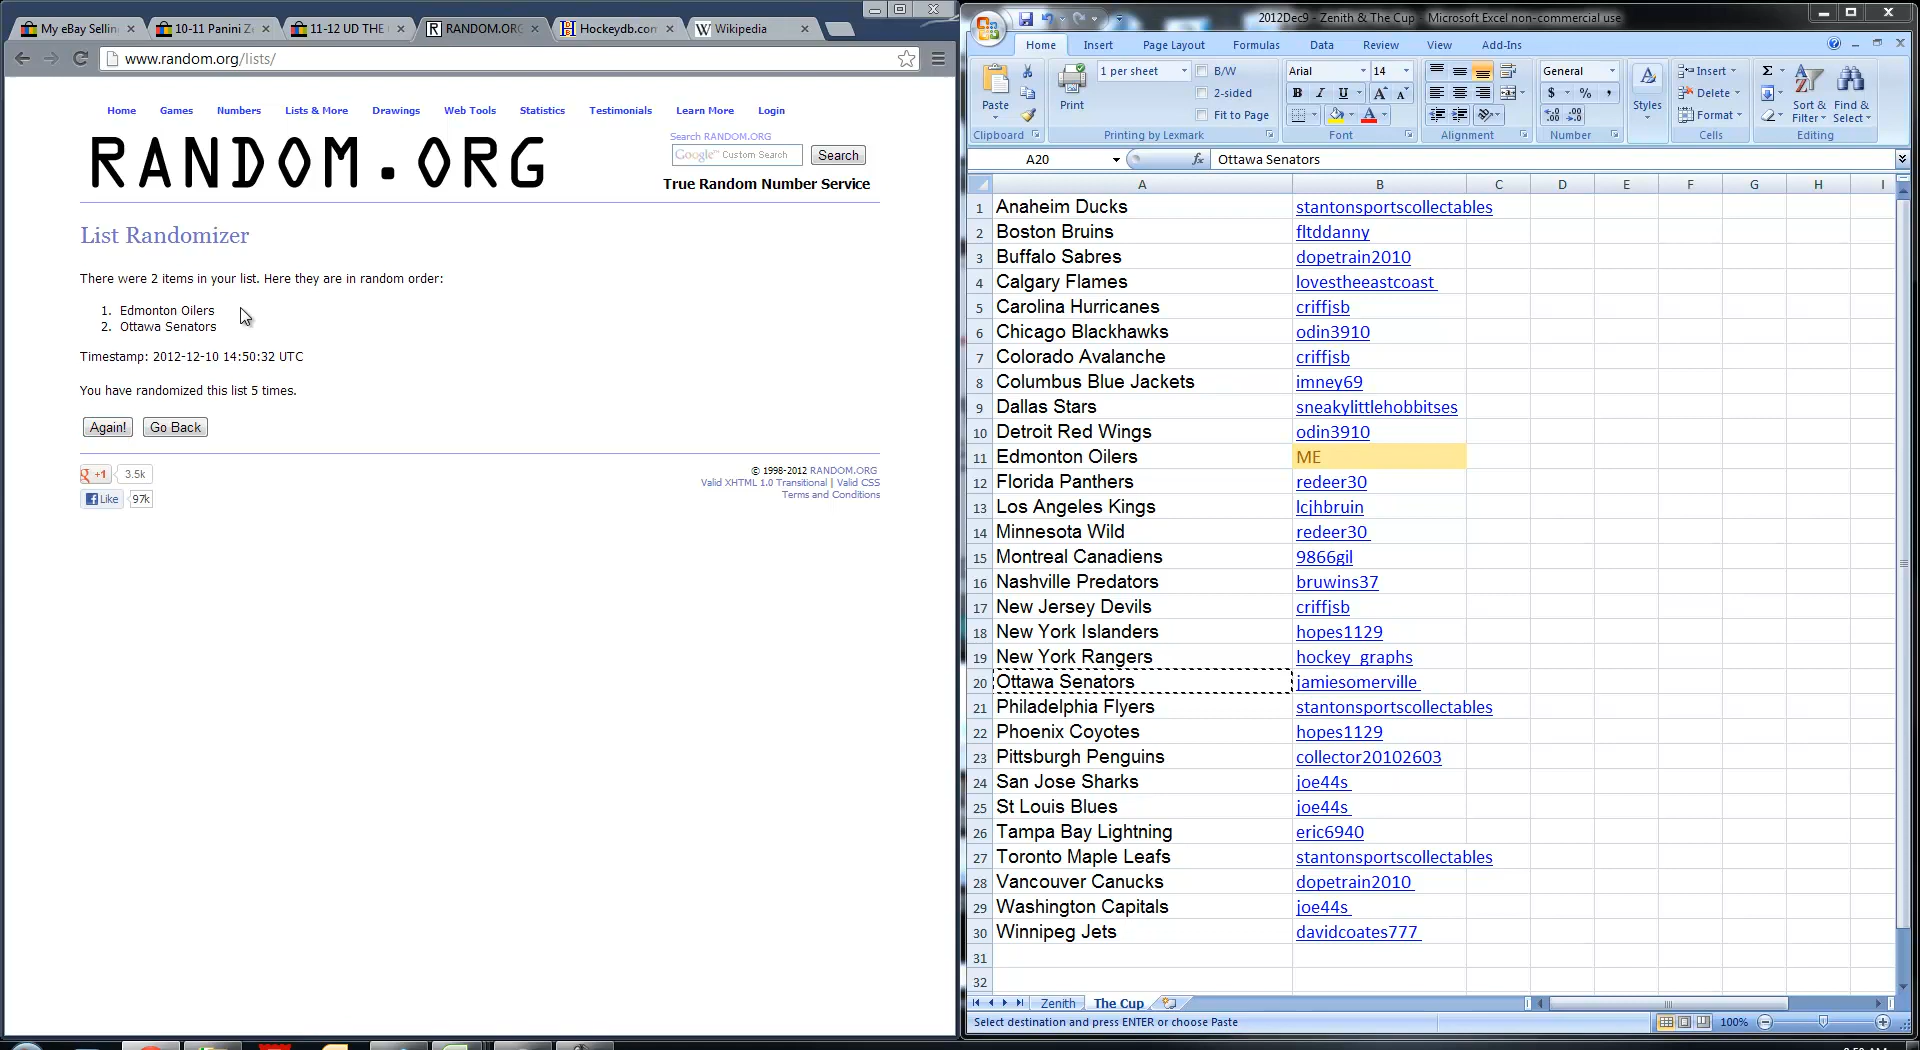 My eBay Sellin
10-11 Panini Z
11-12 UD THE
RANDOM.ORG
Hockeydb.com
Wikipedia
www.random.org/lists/
Home Games Numbers Lists & More Drawings Web Tools Statistics Testimonials Learn More Login
RANDOM.ORG
Search RANDOM.ORG
Google™ Custom Search Search
True Random Number Service
List Randomizer
There were 2 items in your list. Here they are in random order:
1. Edmonton Oilers
2. Ottawa Senators
Timestamp: 2012-12-10 14:50:32 UTC
You have randomized this list 5 times.
Again! Go Back
+1 3.5k
Like 97k
© 1998-2012 RANDOM.ORG
Valid XHTML 1.0 Transitional | Valid CSS
Terms and Conditions
2012Dec9 - Zenith & The Cup - Microsoft Excel non-commercial use
Home Insert Page Layout Formulas Data Review View Add-Ins
Paste
Clipboard
Print
1 per sheet
B/W
2-sided
Fit to Page
Printing by Lexmark
Arial 14
B I U
Font
Alignment
General
$ % ,
Number
Styles
Insert
Delete
Format
Cells
Sort & Filter
Find & Select
Editing
A20 fx Ottawa Senators
A B C D E F G H I
1 Anaheim Ducks stantonsportscollectables
2 Boston Bruins fltddanny
3 Buffalo Sabres dopetrain2010
4 Calgary Flames lovestheeastcoast
5 Carolina Hurricanes criffjsb
6 Chicago Blackhawks odin3910
7 Colorado Avalanche criffjsb
8 Columbus Blue Jackets imney69
9 Dallas Stars sneakylittlehobbitses
10 Detroit Red Wings odin3910
11 Edmonton Oilers ME
12 Florida Panthers redeer30
13 Los Angeles Kings lcjhbruin
14 Minnesota Wild redeer30
15 Montreal Canadiens 9866gil
16 Nashville Predators bruwins37
17 New Jersey Devils criffjsb
18 New York Islanders hopes1129
19 New York Rangers hockey_graphs
20 Ottawa Senators jamiesomerville
21 Philadelphia Flyers stantonsportscollectables
22 Phoenix Coyotes hopes1129
23 Pittsburgh Penguins collector20102603
24 San Jose Sharks joe44s
25 St Louis Blues joe44s
26 Tampa Bay Lightning eric6940
27 Toronto Maple Leafs stantonsportscollectables
28 Vancouver Canucks dopetrain2010
29 Washington Capitals joe44s
30 Winnipeg Jets davidcoates777
31
32
Zenith The Cup
Select destination and press ENTER or choose Paste 100%